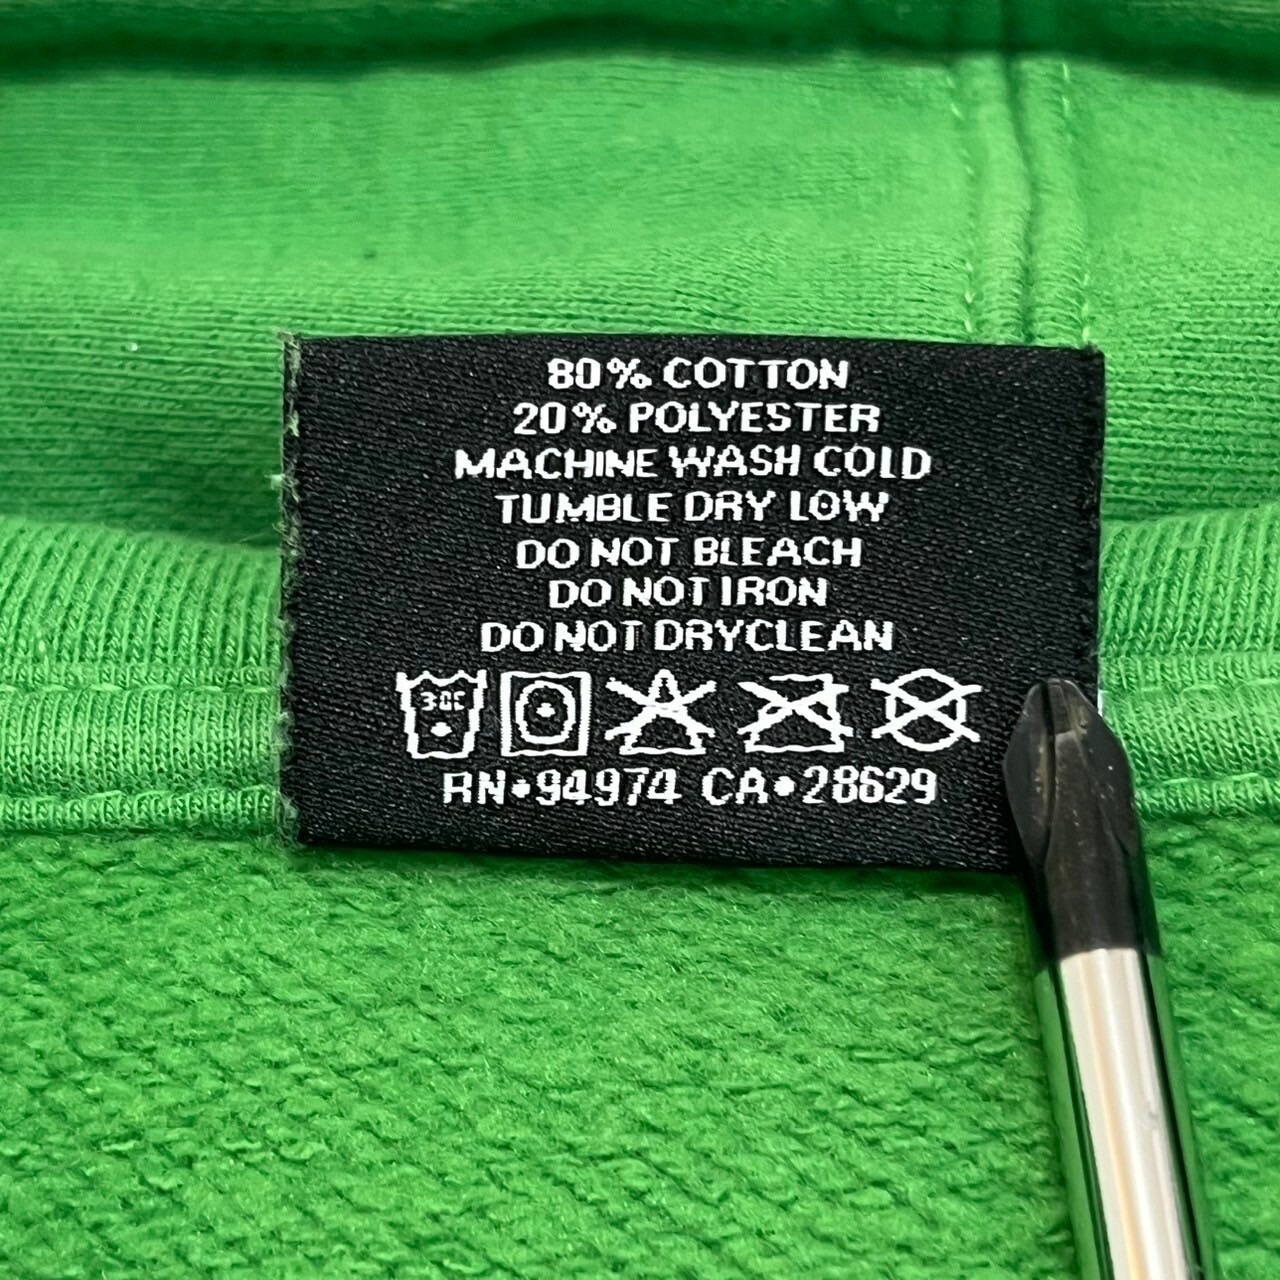 80% COTTON
20% POLYESTER
MACHINE WASH COLD
TUMBLE DRY LOW
DO NOT BLEACH
DO NOT IRON
DO NOT DRYCLEAN
30C
RN•94974 CA•28629